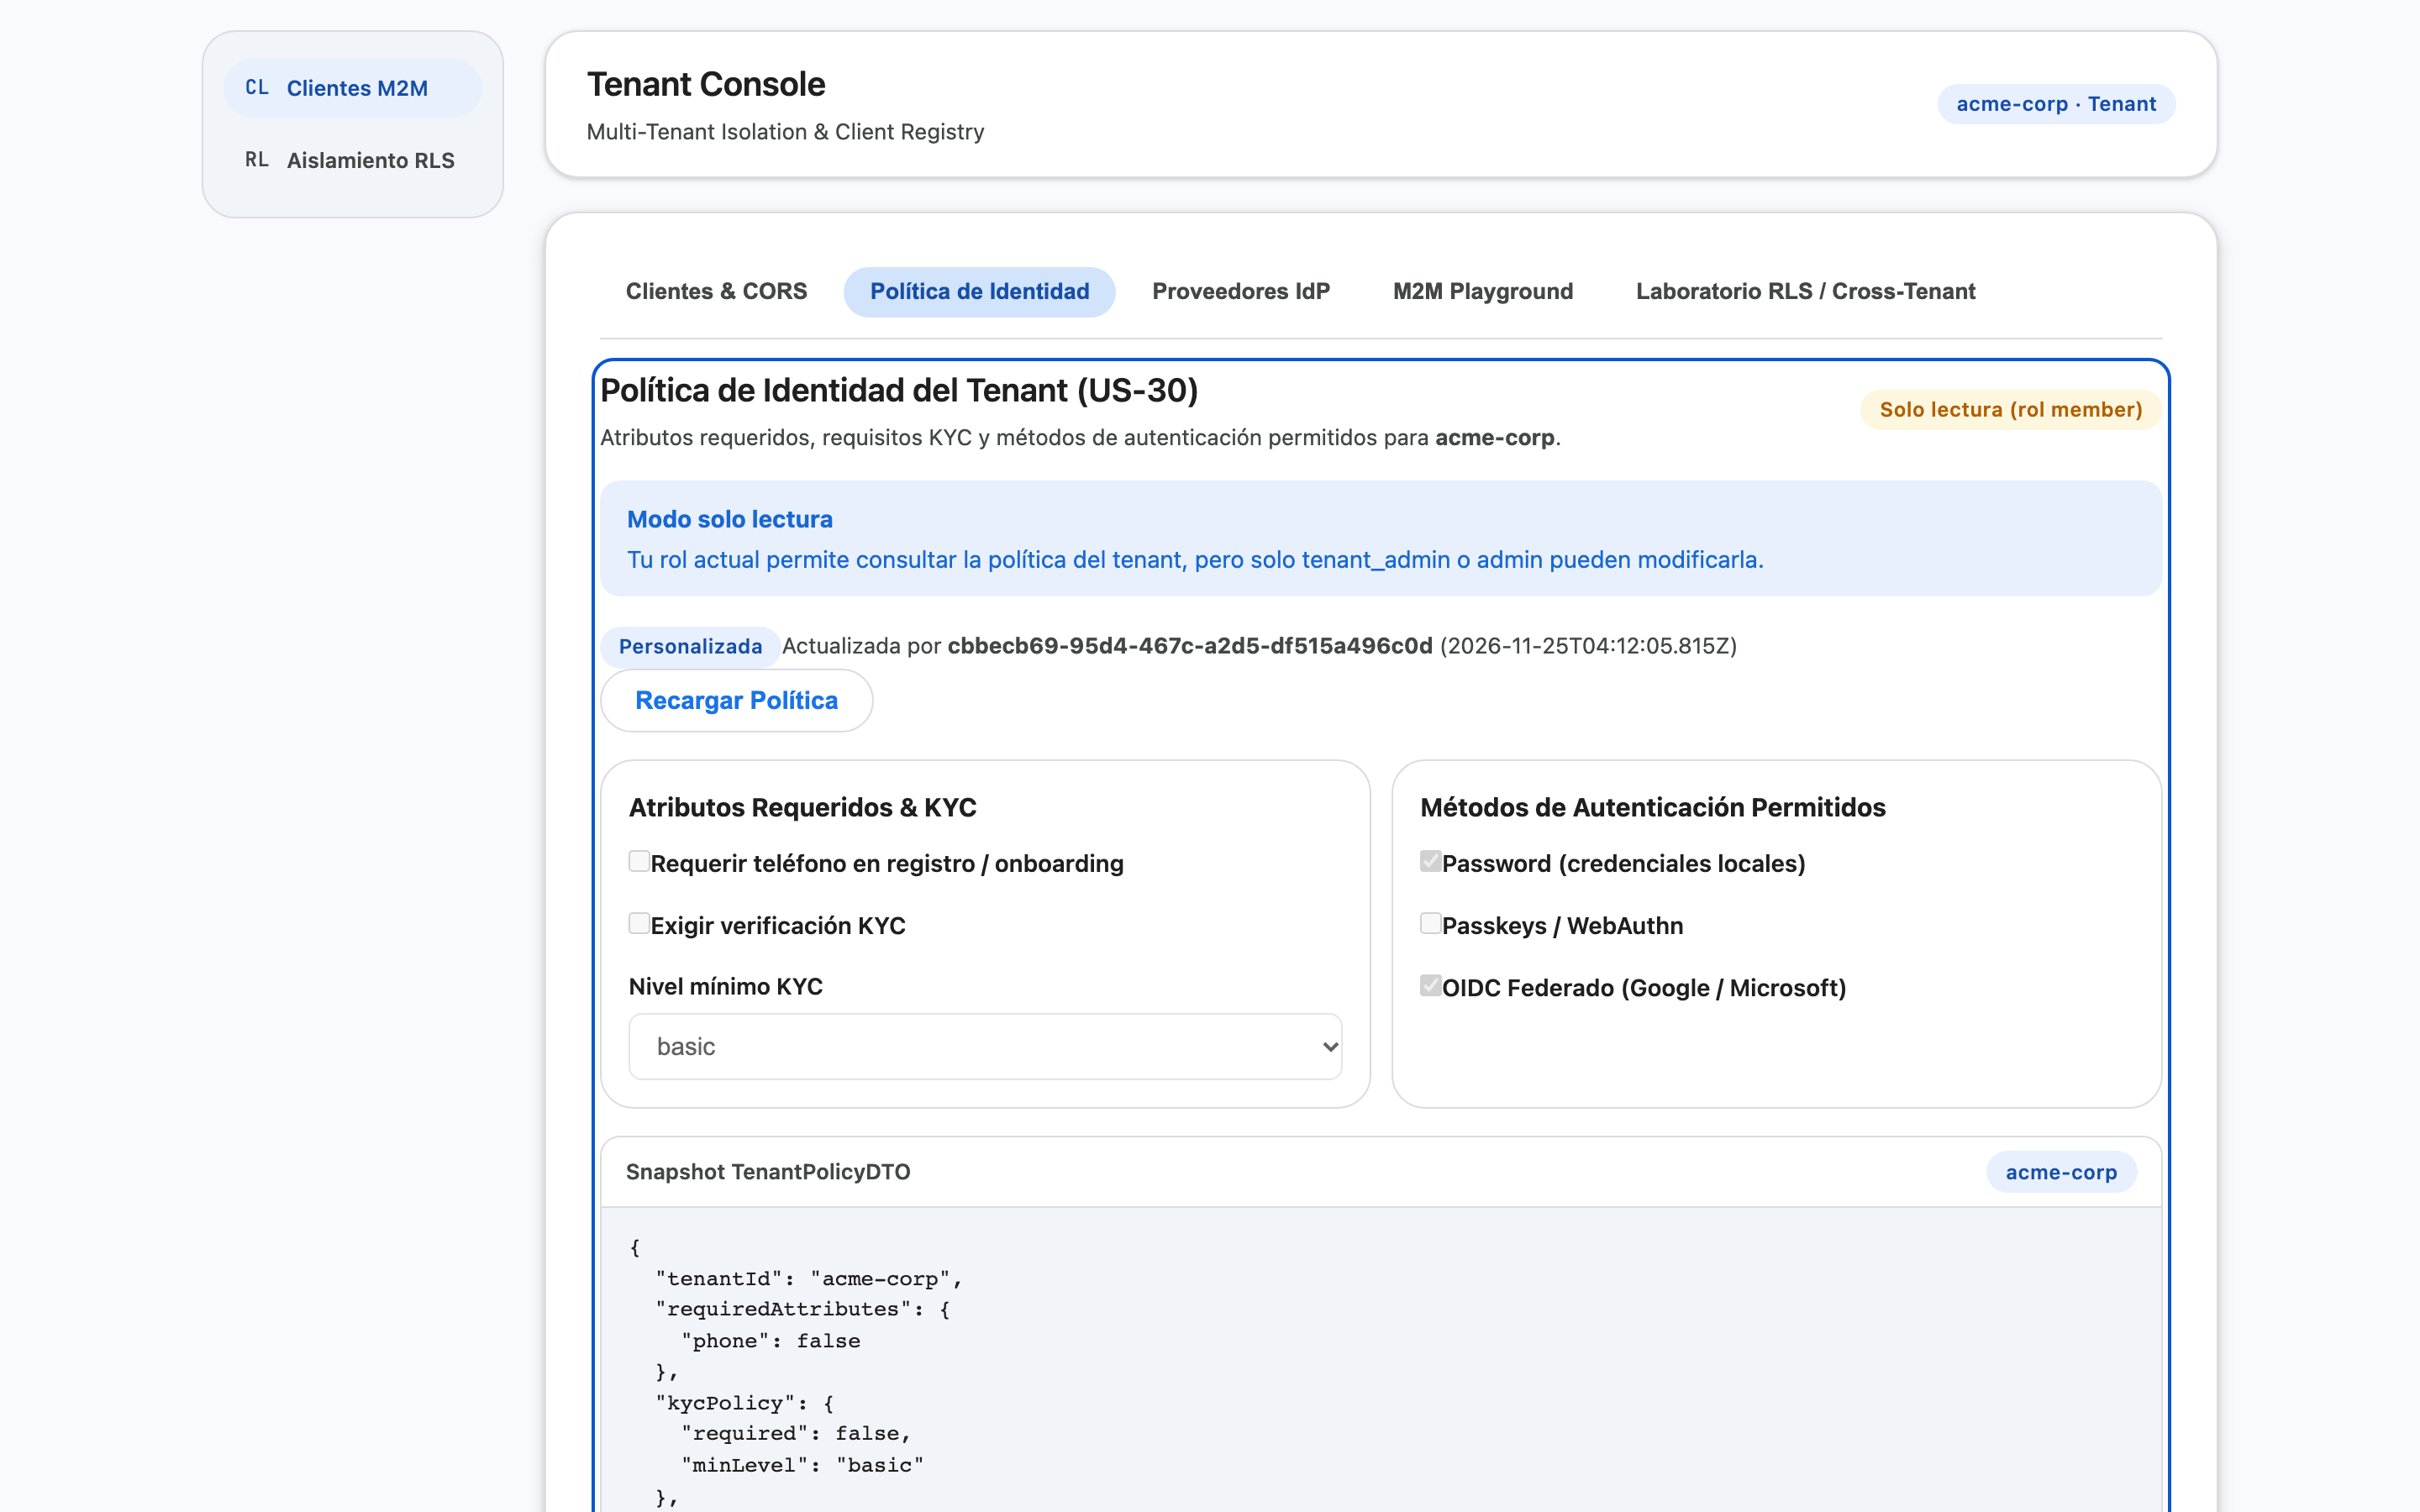 CL Clientes M2M
RL Aislamiento RLS
Tenant Console
Multi-Tenant Isolation & Client Registry
acme-corp · Tenant
Clientes & CORS Política de Identidad Proveedores IdP M2M Playground Laboratorio RLS / Cross-Tenant
Política de Identidad del Tenant (US-30)
Atributos requeridos, requisitos KYC y métodos de autenticación permitidos para acme-corp.
Solo lectura (rol member)
Modo solo lectura
Tu rol actual permite consultar la política del tenant, pero solo tenant_admin o admin pueden modificarla.
Personalizada Actualizada por cbbecb69-95d4-467c-a2d5-df515a496c0d (2026-11-25T04:12:05.815Z)
Recargar Política
Atributos Requeridos & KYC
Requerir teléfono en registro / onboarding
Exigir verificación KYC
Nivel mínimo KYC
basic
Métodos de Autenticación Permitidos
Password (credenciales locales)
Passkeys / WebAuthn
OIDC Federado (Google / Microsoft)
Snapshot TenantPolicyDTO
acme-corp
{
  "tenantId": "acme-corp",
  "requiredAttributes": {
    "phone": false
  },
  "kycPolicy": {
    "required": false,
    "minLevel": "basic"
  },